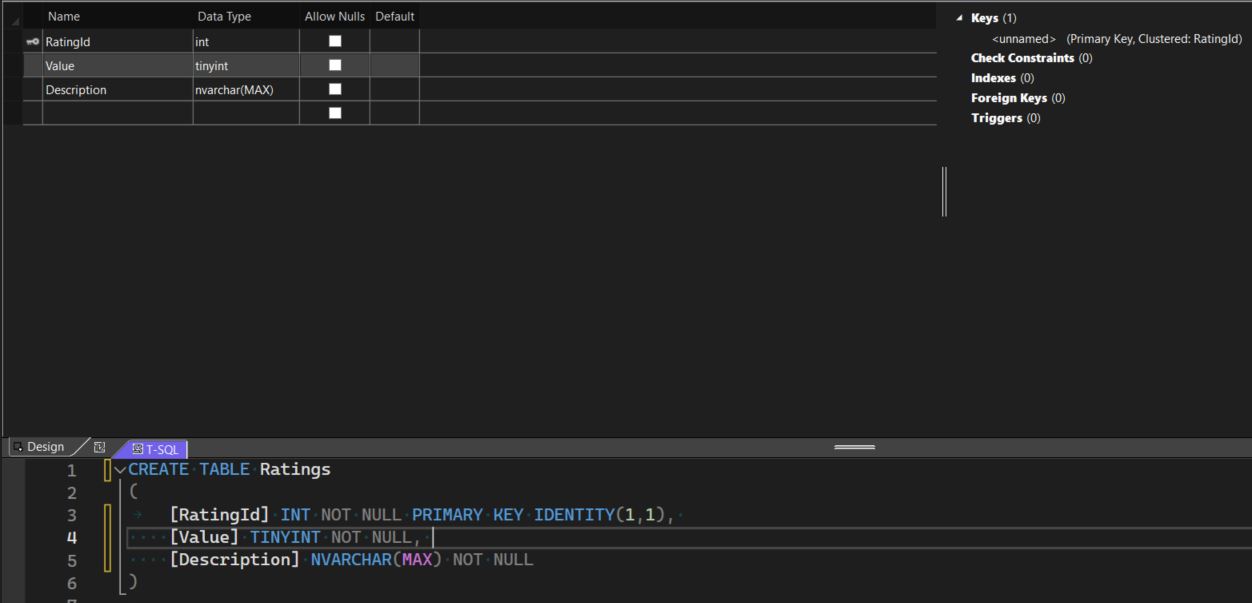 Name Data Type Allow Nulls Default
RatingId int
Value tinyint
Description nvarchar(MAX)
Keys (1)
<unnamed> (Primary Key, Clustered: RatingId)
Check Constraints (0)
Indexes (0)
Foreign Keys (0)
Triggers (0)
Design T-SQL
1 CREATE TABLE Ratings
2 (
3 [RatingId] INT NOT NULL PRIMARY KEY IDENTITY(1,1),
4 [Value] TINYINT NOT NULL,
5 [Description] NVARCHAR(MAX) NOT NULL
6 )